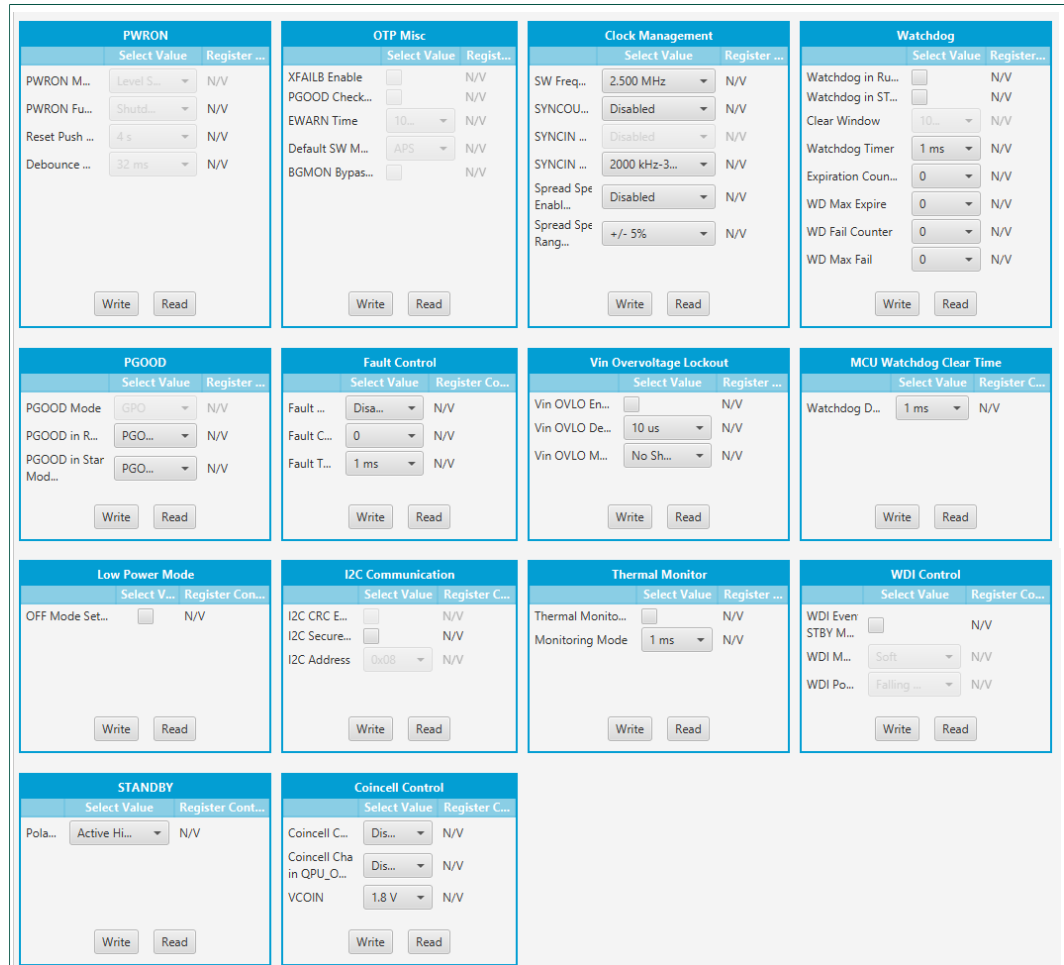 PWRON
Select Value Register ...
PWRON M... Level S... N/V
PWRON Fu... Shutd... N/V
Reset Push ... 4 s N/V
Debounce ... 32 ms N/V
Write Read
OTP Misc
Select Value Regist...
XFAILB Enable N/V
PGOOD Check... N/V
EWARN Time 10... N/V
Default SW M... APS N/V
BGMON Bypas... N/V
Write Read
Clock Management
Select Value Register ...
SW Freq... 2.500 MHz N/V
SYNCOU... Disabled N/V
SYNCIN ... Disabled N/V
SYNCIN ... 2000 kHz-3... N/V
Spread Spe
Enabl... Disabled N/V
Spread Spe
Rang... +/- 5% N/V
Write Read
Watchdog
Select Value Register ...
Watchdog in Ru... N/V
Watchdog in ST... N/V
Clear Window 10... N/V
Watchdog Timer 1 ms N/V
Expiration Coun... 0 N/V
WD Max Expire 0 N/V
WD Fail Counter 0 N/V
WD Max Fail 0 N/V
Write Read
PGOOD
Select Value Register ...
PGOOD Mode GPO N/V
PGOOD in R... PGO... N/V
PGOOD in Stan
Mod... PGO... N/V
Write Read
Fault Control
Select Value Register Co...
Fault ... Disa... N/V
Fault C... 0 N/V
Fault T... 1 ms N/V
Write Read
Vin Overvoltage Lockout
Select Value Register ...
Vin OVLO En... N/V
Vin OVLO De... 10 us N/V
Vin OVLO M... No Sh... N/V
Write Read
MCU Watchdog Clear Time
Select Value Register C...
Watchdog D... 1 ms N/V
Write Read
Low Power Mode
Select V... Register Con...
OFF Mode Set... N/V
Write Read
I2C Communication
Select Value Register C...
I2C CRC E... N/V
I2C Secure... N/V
I2C Address 0x08 N/V
Write Read
Thermal Monitor
Select Value Register ...
Thermal Monito... N/V
Monitoring Mode 1 ms N/V
Write Read
WDI Control
Select Value Register Co...
WDI Even
STBY M... N/V
WDI M... Soft N/V
WDI Po... Falling ... N/V
Write Read
STANDBY
Select Value Register Cont...
Pola... Active Hi... N/V
Write Read
Coincell Control
Select Value Register C...
Coincell C... Dis... N/V
Coincell Cha
in QPU_O... Dis... N/V
VCOIN 1.8 V N/V
Write Read